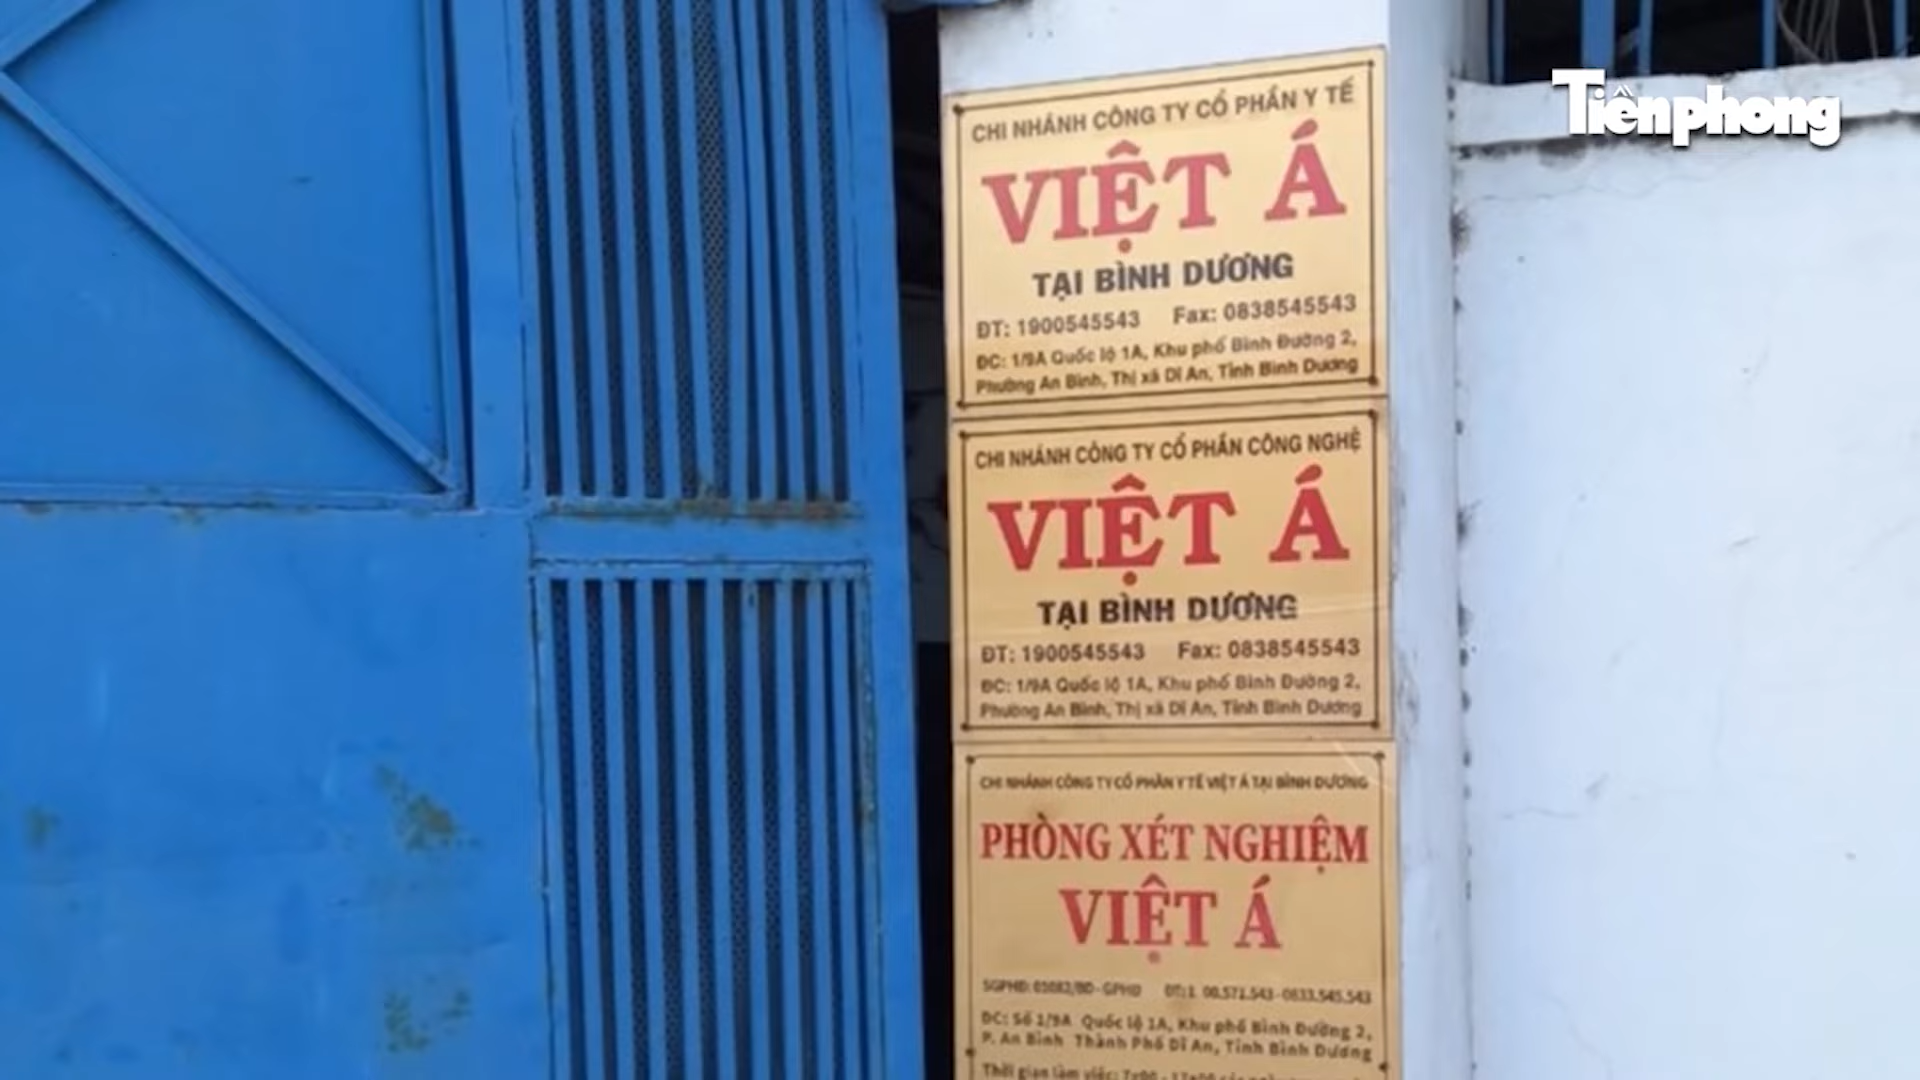 Tiềnphong
CHI NHÁNH CÔNG TY CỔ PHẦN Y TẾ
VIỆT Á
TẠI BÌNH DƯƠNG
ĐT: 1900545543 Fax: 0838545543
ĐC: 1/9A Quốc lộ 1A, Khu phố Bình Đường 2,
Phường An Bình, Thị xã Dĩ An, Tỉnh Bình Dương
CHI NHÁNH CÔNG TY CỔ PHẦN CÔNG NGHỆ
VIỆT Á
TẠI BÌNH DƯƠNG
ĐT: 1900545543 Fax: 0838545543
ĐC: 1/9A Quốc lộ 1A, Khu phố Bình Đường 2,
Phường An Bình, Thị xã Dĩ An, Tỉnh Bình Dương
CHI NHÁNH CÔNG TY CỔ PHẦN Y TẾ VIỆT Á TẠI BÌNH DƯƠNG
PHÒNG XÉT NGHIỆM
VIỆT Á
ĐC: Số 1/9A Quốc lộ 1A, Khu phố Bình Đường 2,
P. An Bình Thành Phố Dĩ An, Tỉnh Bình Dương
Thời gian làm việc: